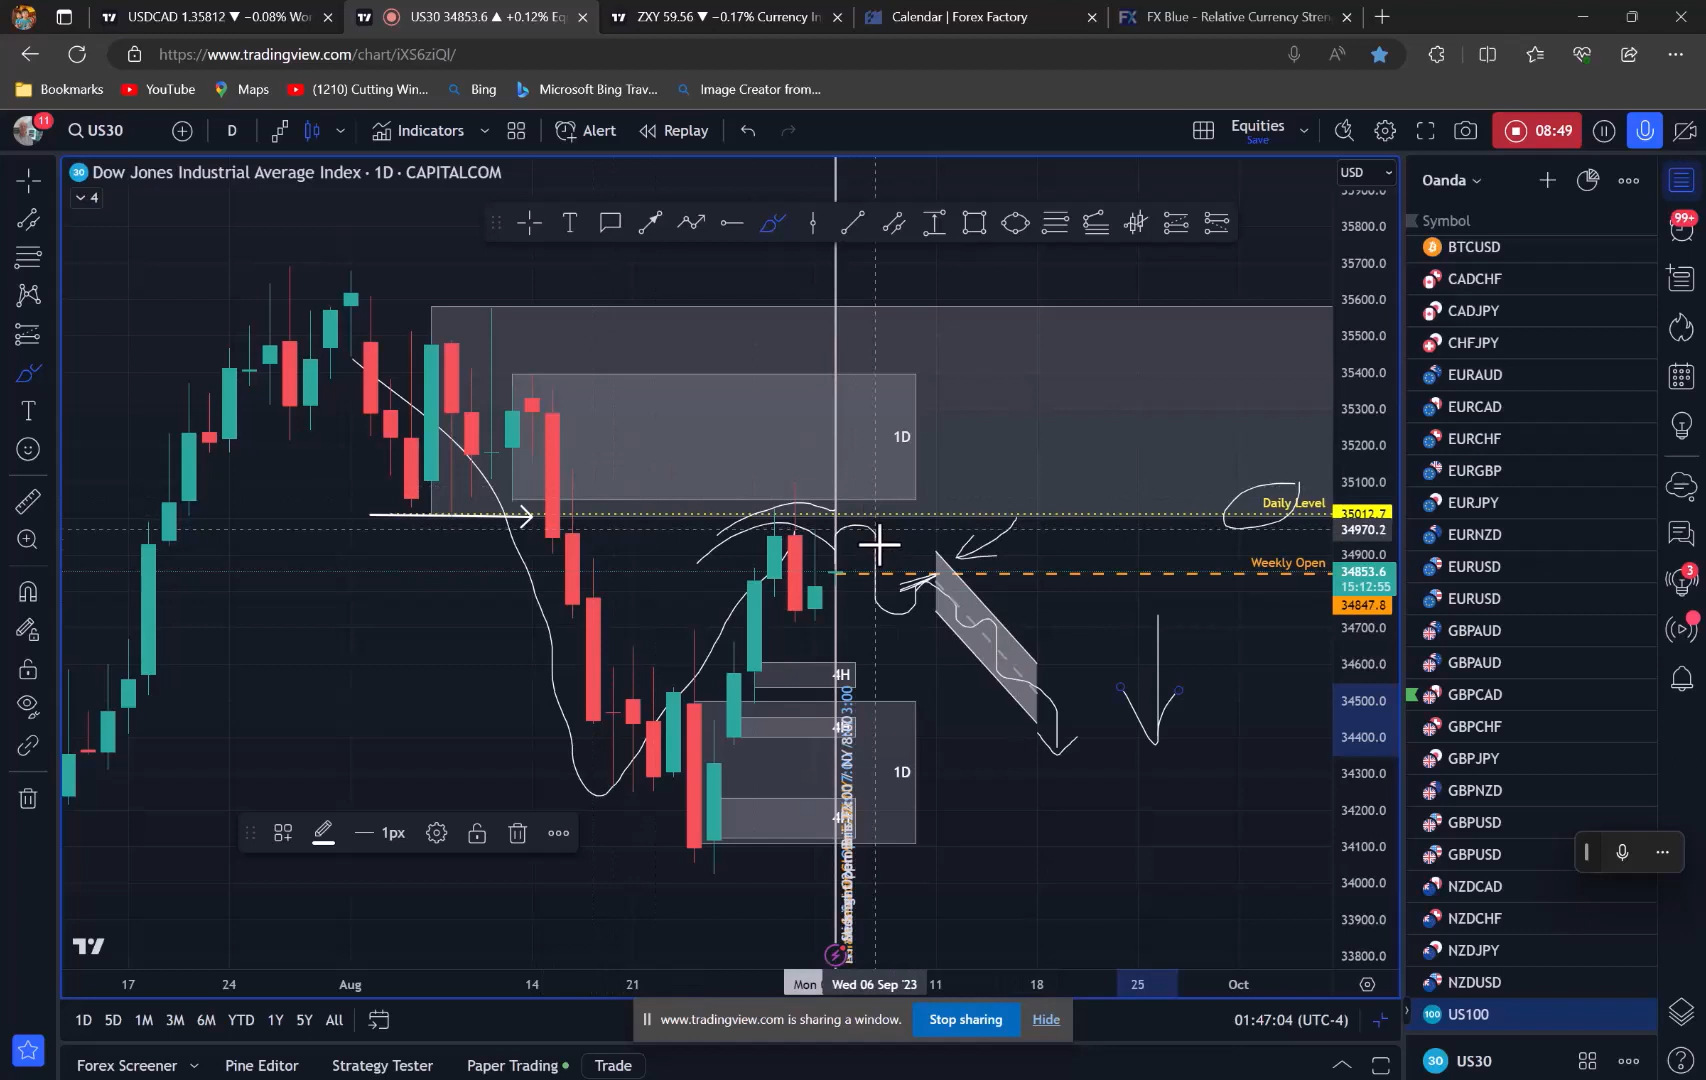 USDCAD 1.35812 ▼ −0.08% Wo
US30 34853.6 ▲ +0.12% Eq
ZXY 59.56 ▼ −0.17% Currency In
Calendar | Forex Factory
FX Blue - Relative Currency Stren
https://www.tradingview.com/chart/iXS6ziQl/
Bookmarks
YouTube
Maps
(1210) Cutting Win...
Bing
Microsoft Bing Trav...
Image Creator from...
11
US30
D
Indicators
Alert
Replay
Equities
Save
08:49
30 Dow Jones Industrial Average Index · 1D · CAPITALCOM
4
USD
Oanda
Symbol
99+
BTCUSD
CADCHF
CADJPY
CHFJPY
EURAUD
EURCAD
EURCHF
EURGBP
EURJPY
EURNZD
EURUSD
EURUSD
GBPAUD
GBPAUD
GBPCAD
GBPCHF
GBPJPY
GBPNZD
GBPUSD
GBPUSD
NZDCAD
NZDCHF
NZDJPY
NZDUSD
100 US100
30 US30
3
35800.0
35700.0
35600.0
35500.0
35400.0
35300.0
35200.0
35100.0
35012.7
34970.2
34900.0
34853.6
15:12:55
34847.8
34700.0
34600.0
34500.0
34400.0
34300.0
34200.0
34100.0
34000.0
33900.0
33800.0
1D
Daily Level
Weekly Open
4H
1D
1px
17
24
Aug
14
21
Mon
Wed 06 Sep '23
11
18
25
Oct
1D
5D
1M
3M
6M
YTD
1Y
5Y
All
www.tradingview.com is sharing a window.
Stop sharing
Hide
01:47:04 (UTC-4)
Forex Screener
Pine Editor
Strategy Tester
Paper Trading
Trade